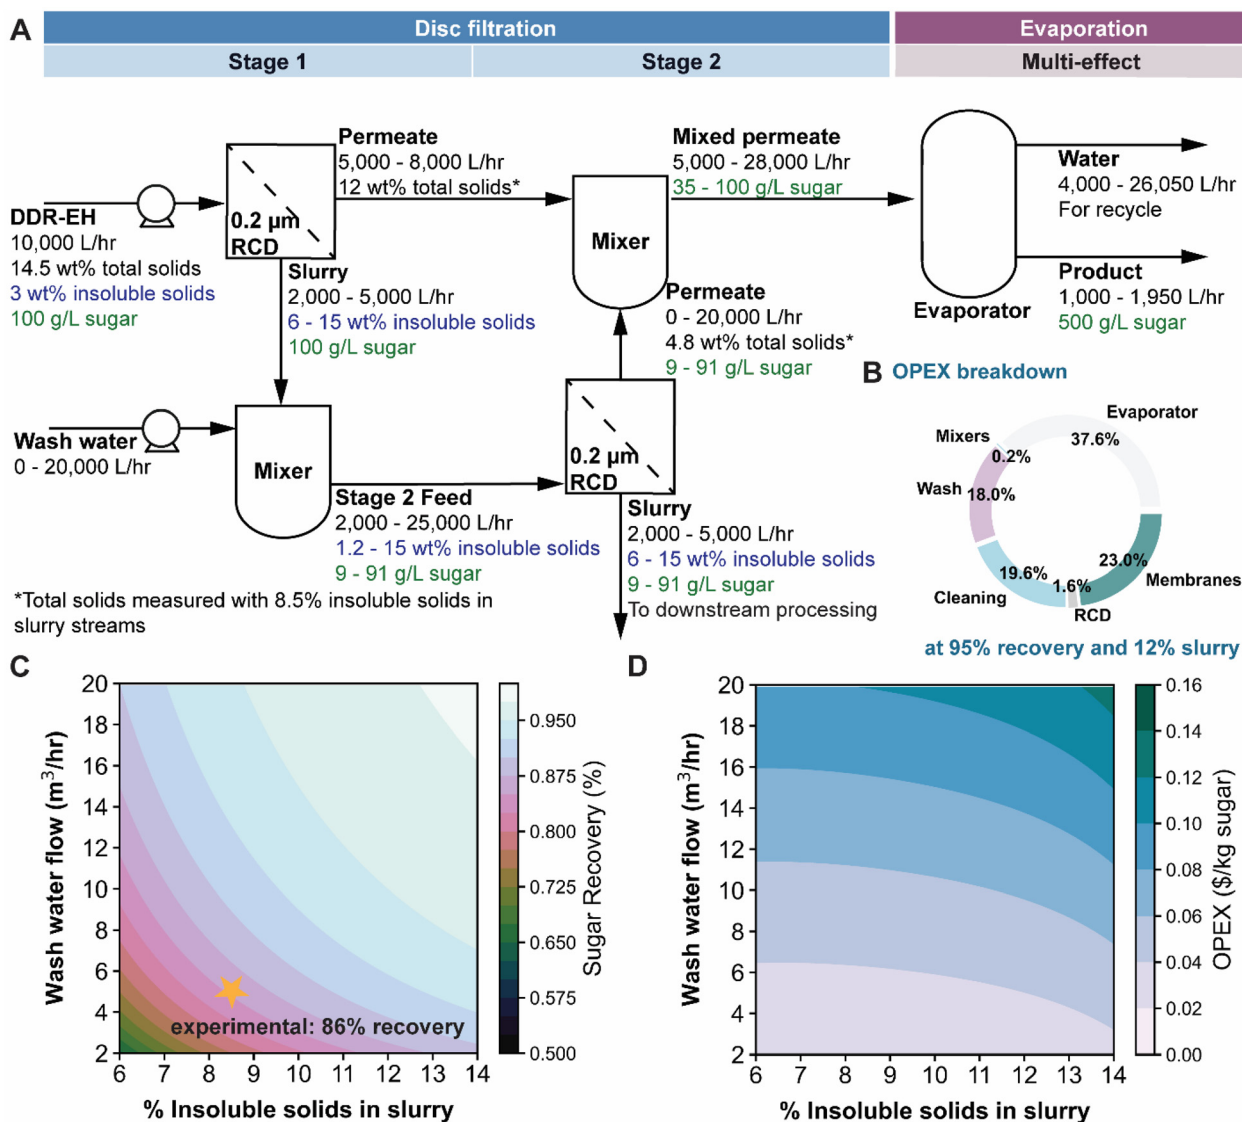 A
Disc filtration
Evaporation
Stage 1
Stage 2
Multi-effect
DDR-EH
10,000 L/hr
14.5 wt% total solids
3 wt% insoluble solids
100 g/L sugar
0.2 µm
RCD
Permeate
5,000 - 8,000 L/hr
12 wt% total solids*
Slurry
2,000 - 5,000 L/hr
6 - 15 wt% insoluble solids
100 g/L sugar
Mixer
Mixed permeate
5,000 - 28,000 L/hr
35 - 100 g/L sugar
Permeate
0 - 20,000 L/hr
4.8 wt% total solids*
9 - 91 g/L sugar
Evaporator
Water
4,000 - 26,050 L/hr
For recycle
Product
1,000 - 1,950 L/hr
500 g/L sugar
Wash water
0 - 20,000 L/hr
Mixer
Stage 2 Feed
2,000 - 25,000 L/hr
1.2 - 15 wt% insoluble solids
9 - 91 g/L sugar
0.2 µm
RCD
Slurry
2,000 - 5,000 L/hr
6 - 15 wt% insoluble solids
9 - 91 g/L sugar
To downstream processing
*Total solids measured with 8.5% insoluble solids in
slurry streams
B OPEX breakdown
Evaporator
37.6%
Mixers
0.2%
Wash
18.0%
Cleaning
19.6%
1.6%
RCD
23.0%
Membranes
at 95% recovery and 12% slurry
C
Wash water flow (m³/hr)
20
18
16
14
12
10
8
6
4
2
experimental: 86% recovery
6 7 8 9 10 11 12 13 14
% Insoluble solids in slurry
0.950
0.875
0.800
0.725
0.650
0.575
0.500
Sugar Recovery (%)
D
Wash water flow (m³/hr)
20
18
16
14
12
10
8
6
4
2
6 7 8 9 10 11 12 13 14
% Insoluble solids in slurry
0.16
0.14
0.12
0.10
0.08
0.06
0.04
0.02
0.00
OPEX ($/kg sugar)